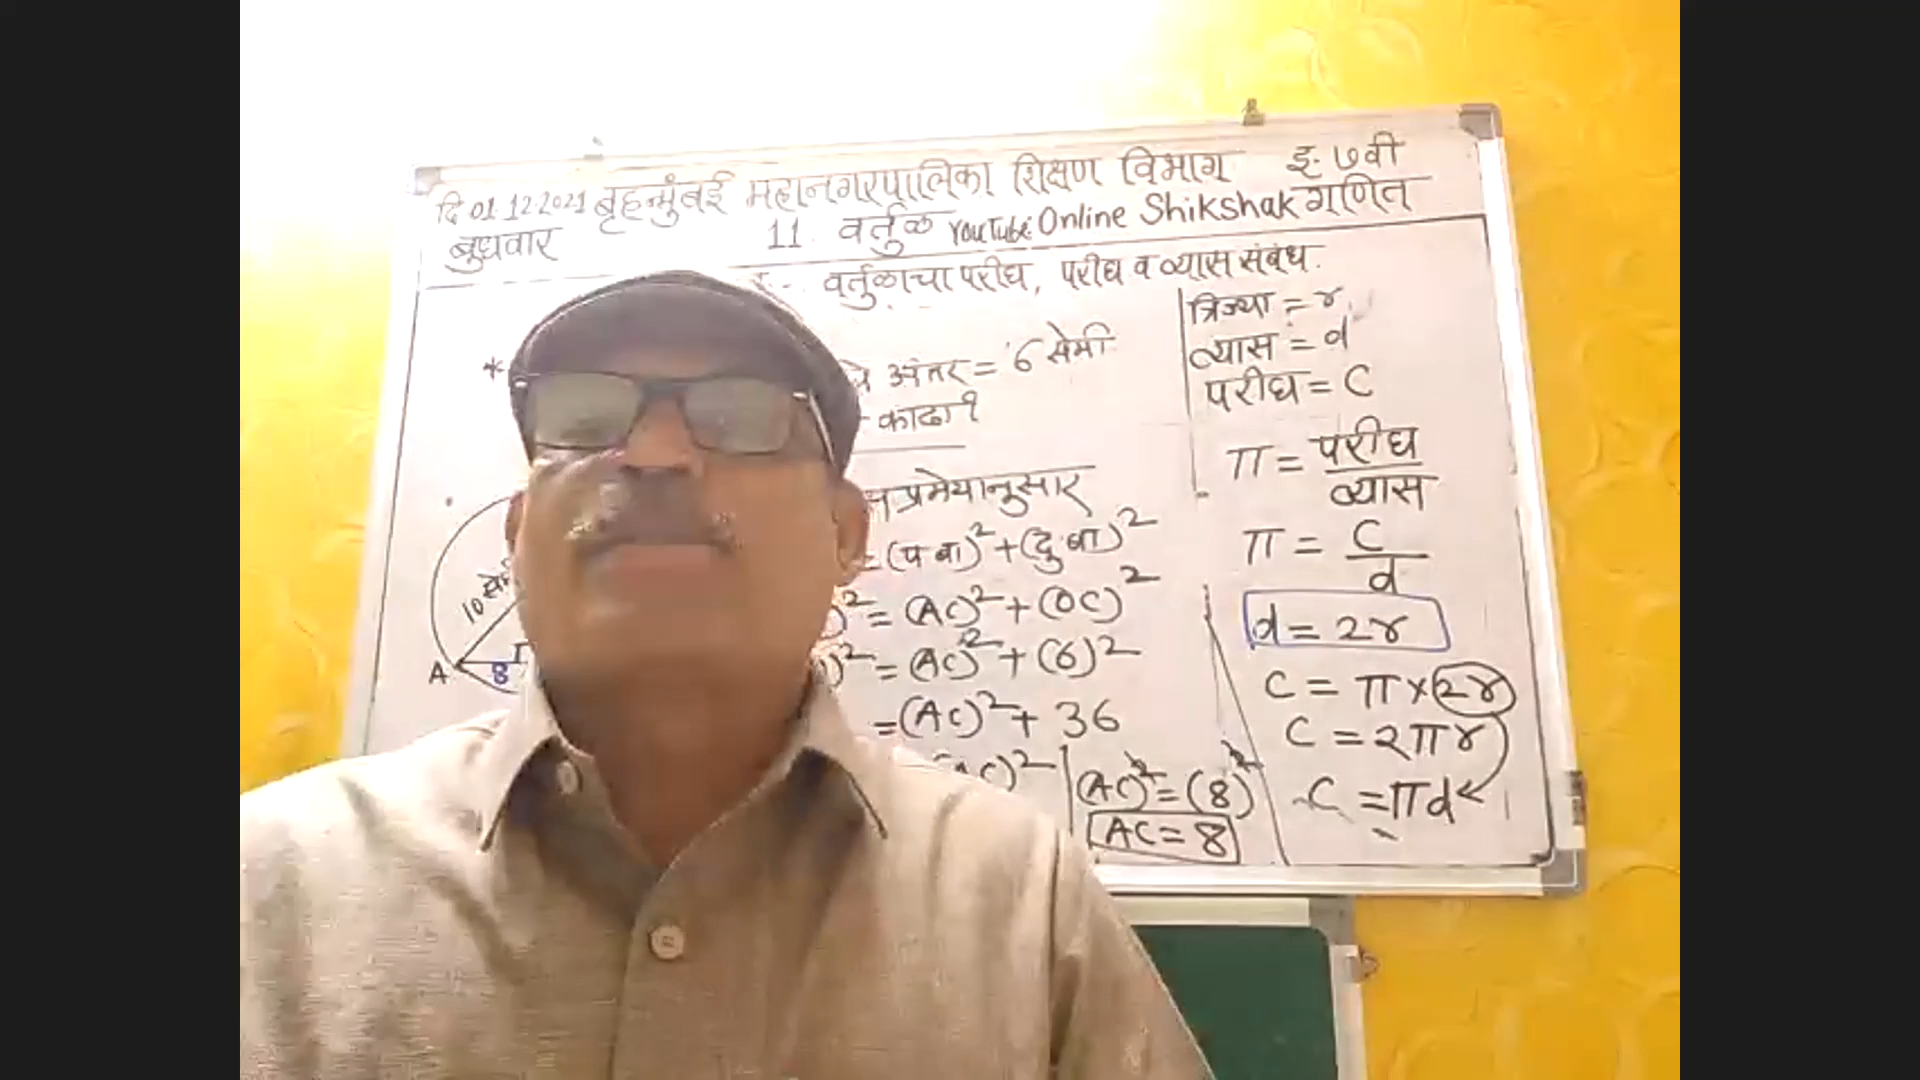 दि 01.12.2021 बृहन्मुंबई महानगरपालिका शिक्षण विभाग इ. ७वी
बुधवार 11. वर्तुळ YouTube: Online Shikshak गणित
वर्तुळाचा परीघ, परीघ व व्यास संबंध.
*
अंतर = 6 सेमी
काढा?
प्रमेयानुसार
= (प बा)² + (दु. बा)²
)² = (AC)² + (OC)²
)² = (AC)² + (6)²
= (AC)² + 36
(AC)² = (8)²
AC = 8
10 सेमी
A
8
त्रिज्या = r
व्यास = d
परीघ = C
π = परीघ / व्यास
π = C / d
d = 2r
C = π × 2r
C = 2πr
C = πd